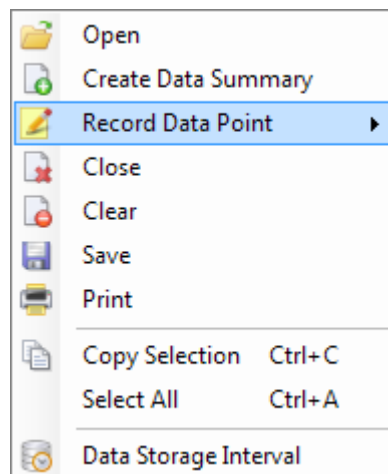 Open
Create Data Summary
Record Data Point
Close
Clear
Save
Print
Copy Selection Ctrl+C
Select All Ctrl+A
Data Storage Interval